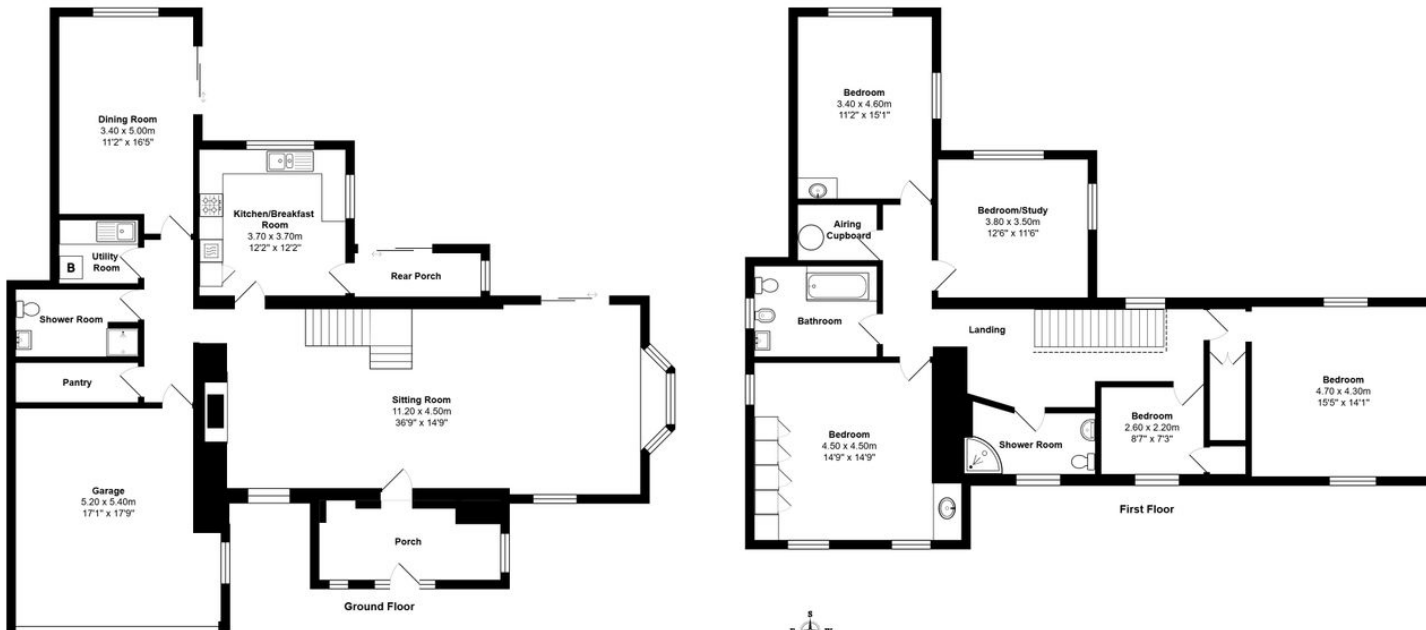 Dining Room
3.40 x 5.00m
11'2" x 16'5"
Kitchen/Breakfast
Room
3.70 x 3.70m
12'2" x 12'2"
Utility
Room
B
Rear Porch
Shower Room
Pantry
Sitting Room
11.20 x 4.50m
36'9" x 14'9"
Garage
5.20 x 5.40m
17'1" x 17'9"
Porch
Ground Floor
Bedroom
3.40 x 4.60m
11'2" x 15'1"
Bedroom/Study
3.80 x 3.50m
12'6" x 11'6"
Airing
Cupboard
Bathroom
Landing
Bedroom
4.70 x 4.30m
15'5" x 14'1"
Bedroom
2.60 x 2.20m
8'7" x 7'3"
Shower Room
Bedroom
4.50 x 4.50m
14'9" x 14'9"
First Floor
S